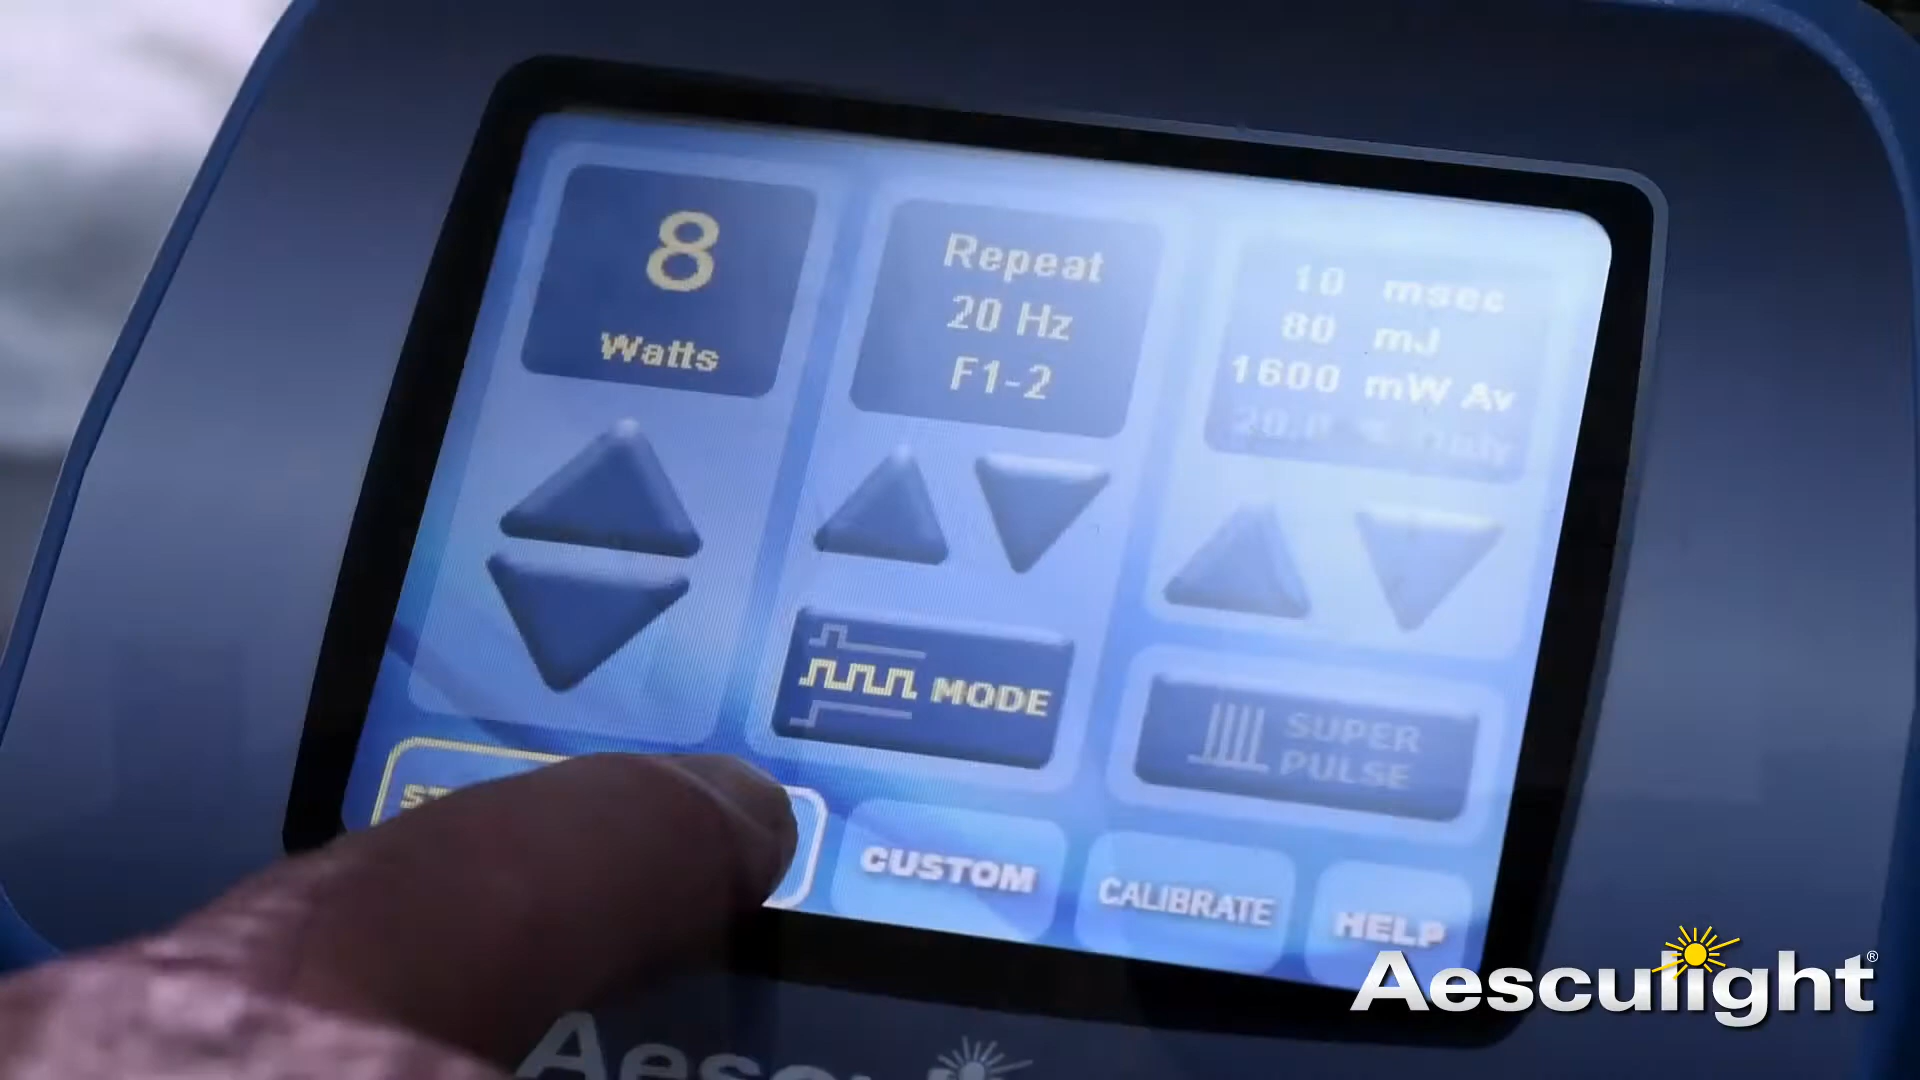 8
Watts
Repeat
20 Hz
F1-2
10 msec
80 mJ
1600 mW Av
MODE
SUPER
PULSE
CUSTOM
CALIBRATE
HELP
Aesculight®